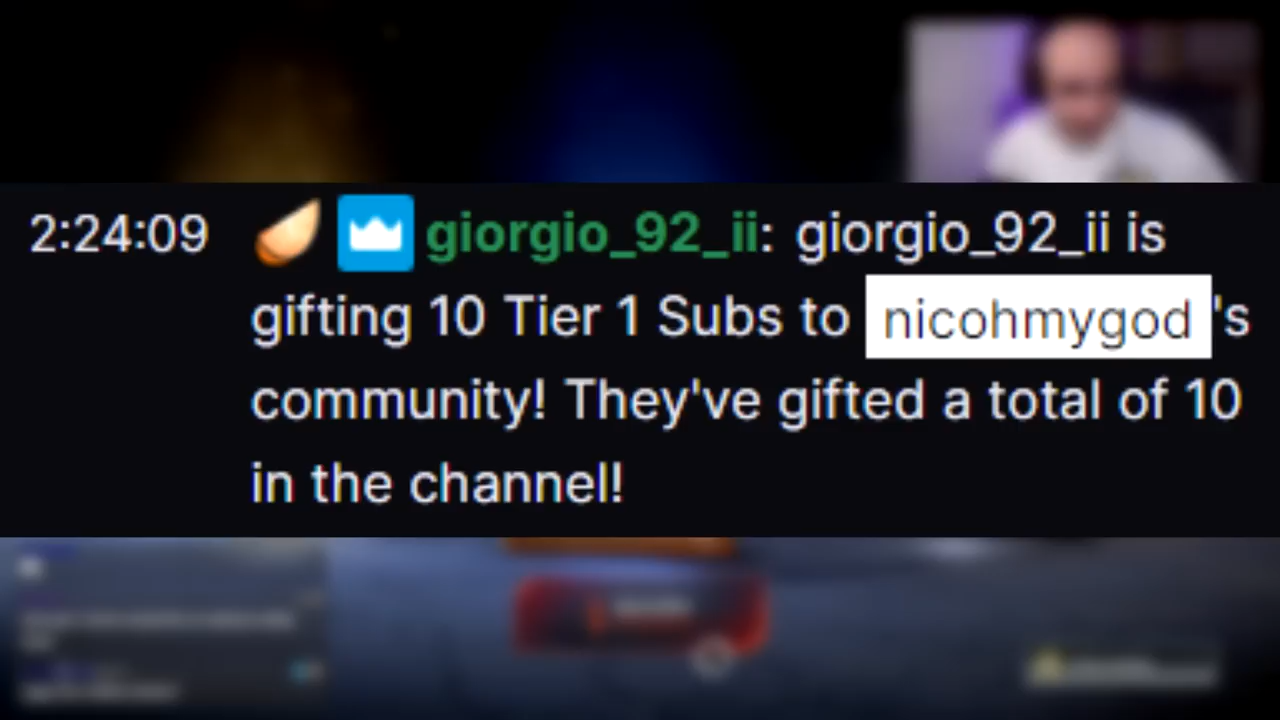 2:24:09 giorgio_92_ii: giorgio_92_ii is
gifting 10 Tier 1 Subs to nicohmygod's
community! They've gifted a total of 10
in the channel!